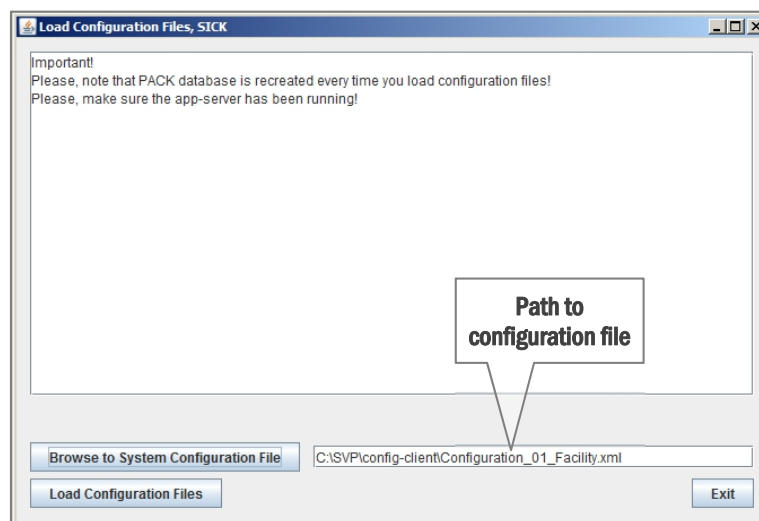 Load Configuration Files, SICK
Important!
Please, note that PACK database is recreated every time you load configuration files!
Please, make sure the app-server has been running!
Path to
configuration file
Browse to System Configuration File
C:\SVP\config-client\Configuration_01_Facility.xml
Load Configuration Files
Exit